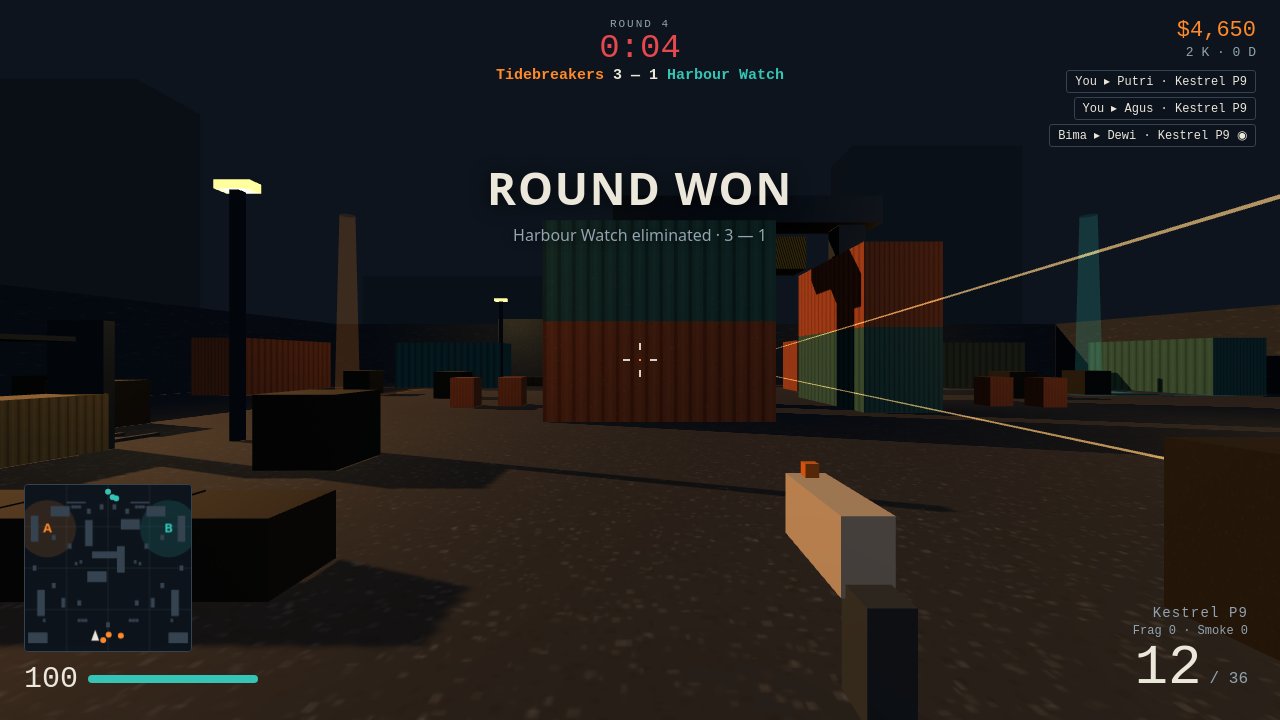 ROUND 4
0:04
Tidebreakers 3 — 1 Harbour Watch
$4,650
2 K · 0 D
You ▸ Putri · Kestrel P9
You ▸ Agus · Kestrel P9
Bima ▸ Dewi · Kestrel P9 ◉
ROUND WON
Harbour Watch eliminated · 3 — 1
A
B
100
Kestrel P9
Frag 0 · Smoke 0
12 / 36